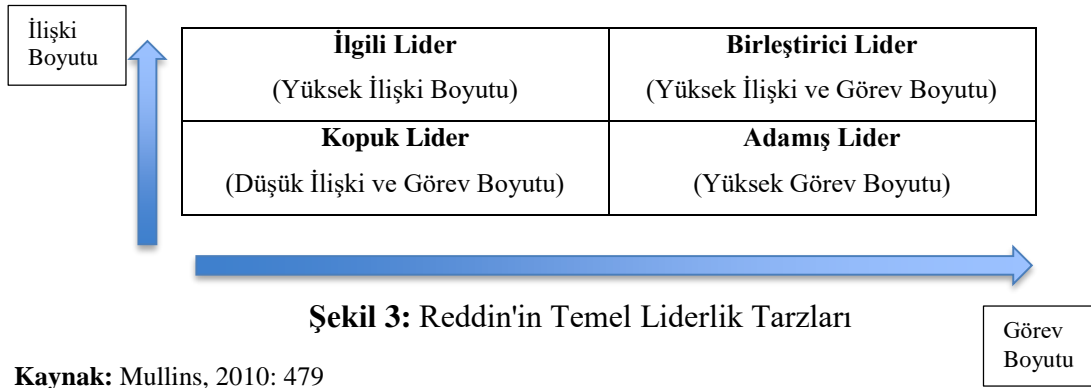 İlişki
Boyutu
İlgili Lider
(Yüksek İlişki Boyutu)
Birleştirici Lider
(Yüksek İlişki ve Görev Boyutu)
Kopuk Lider
(Düşük İlişki ve Görev Boyutu)
Adamış Lider
(Yüksek Görev Boyutu)
Şekil 3: Reddin'in Temel Liderlik Tarzları
Görev
Boyutu
Kaynak: Mullins, 2010: 479